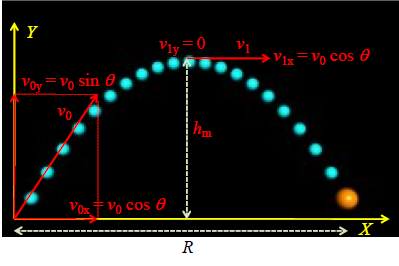 Y
v₁y = 0
v₁
v₁ₓ = v₀ cos θ
v₀y = v₀ sin θ
v₀
hₘ
v₀ₓ = v₀ cos θ
X
R